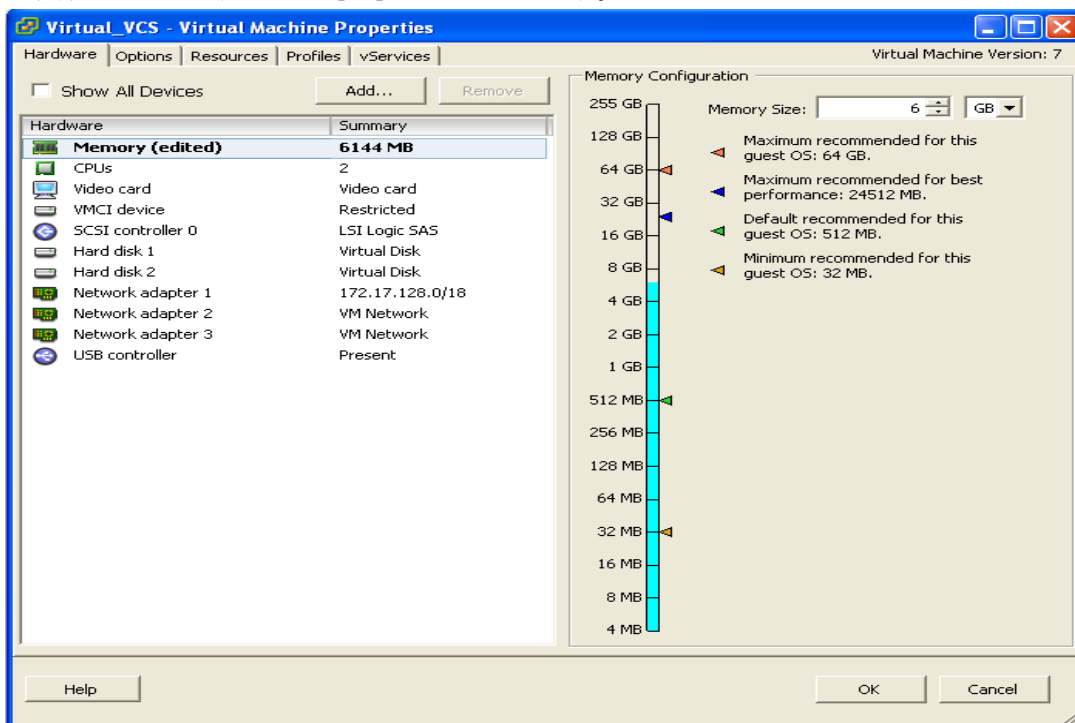 Virtual_VCS - Virtual Machine Properties
Hardware Options Resources Profiles vServices
Virtual Machine Version: 7
Show All Devices
Add...
Remove
Hardware Summary
Memory (edited) 6144 MB
CPUs 2
Video card Video card
VMCI device Restricted
SCSI controller 0 LSI Logic SAS
Hard disk 1 Virtual Disk
Hard disk 2 Virtual Disk
Network adapter 1 172.17.128.0/18
Network adapter 2 VM Network
Network adapter 3 VM Network
USB controller Present
Memory Configuration
255 GB
128 GB
64 GB
32 GB
16 GB
8 GB
4 GB
2 GB
1 GB
512 MB
256 MB
128 MB
64 MB
32 MB
16 MB
8 MB
4 MB
Memory Size: 6 GB
Maximum recommended for this
guest OS: 64 GB.
Maximum recommended for best
performance: 24512 MB.
Default recommended for this
guest OS: 512 MB.
Minimum recommended for this
guest OS: 32 MB.
Help
OK
Cancel